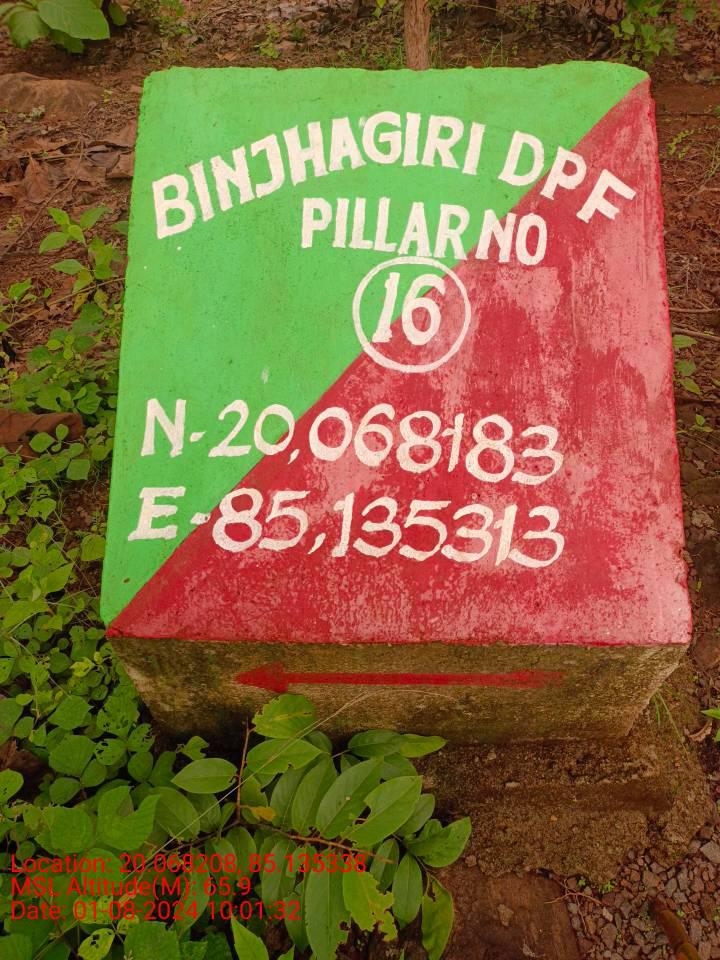 BINJHAGIRI DPF
PILLAR NO
16
N-20,068183
E-85,135313
Location: 20.068208, 85.135338
MSL Altitude(M): 65.9
Date: 01-08-2024 10:01:32